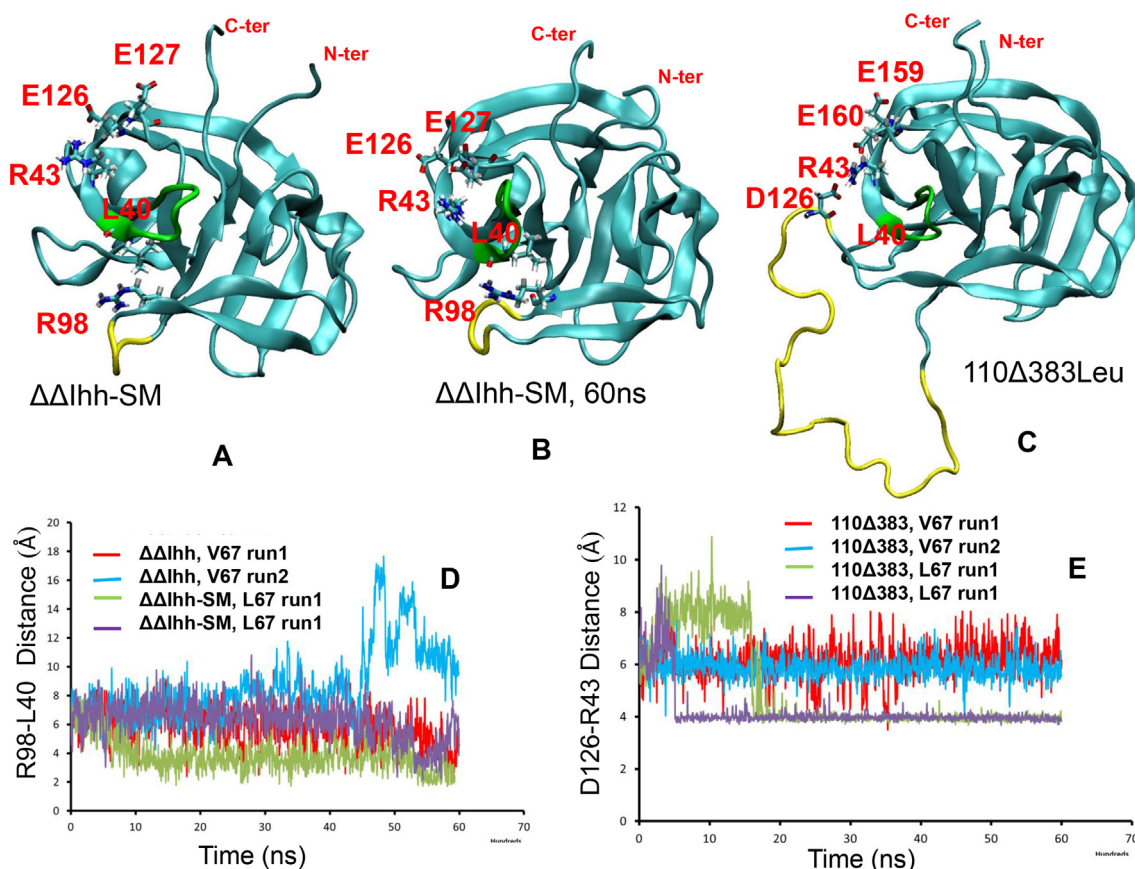 C-ter
N-ter
E127
E126
R43
L40
R98
ΔΔIhh-SM
A
C-ter
N-ter
E127
E126
R43
L40
R98
ΔΔIhh-SM, 60ns
B
C-ter
N-ter
E159
E160
R43
D126
L40
110Δ383Leu
C
R98-L40 Distance (Å)
20
18
16
14
12
10
8
6
4
2
0
ΔΔIhh, V67 run1
ΔΔIhh, V67 run2
ΔΔIhh-SM, L67 run1
ΔΔIhh-SM, L67 run1
D
0 10 20 30 40 50 60 70
Hundreds
Time (ns)
D126-R43 Distance (Å)
12
10
8
6
4
2
0
110Δ383, V67 run1
110Δ383, V67 run2
110Δ383, L67 run1
110Δ383, L67 run1
E
0 10 20 30 40 50 60 70
Hundreds
Time (ns)